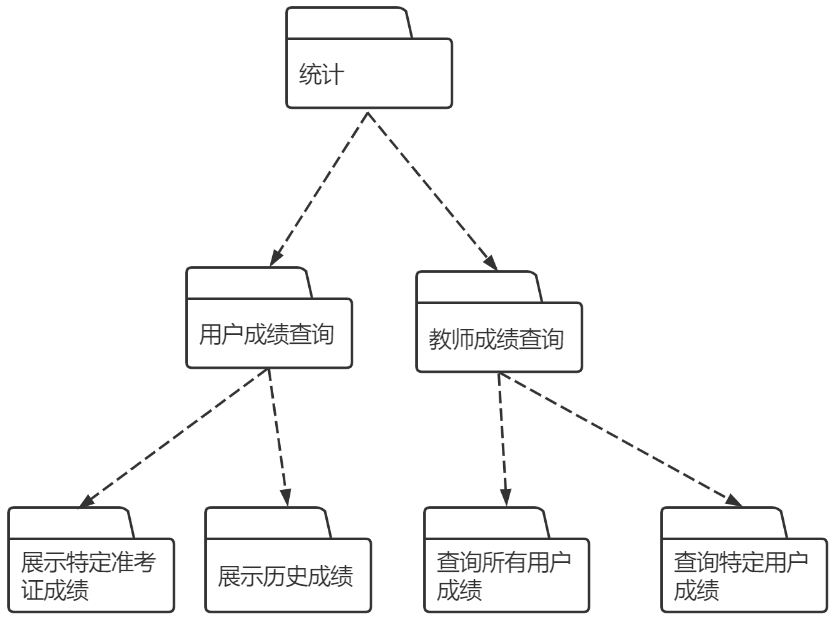 统计
用户成绩查询
教师成绩查询
展示特定准考
证成绩
展示历史成绩
查询所有用户
成绩
查询特定用户
成绩